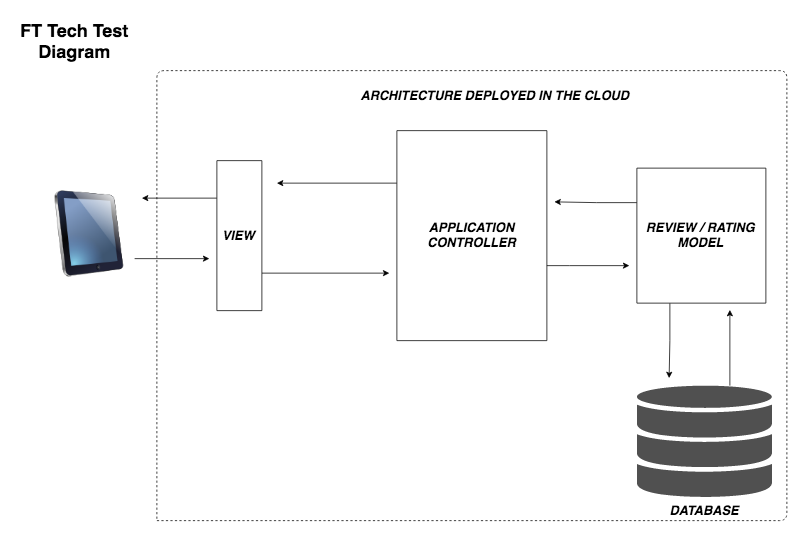 FT Tech Test
Diagram
ARCHITECTURE DEPLOYED IN THE CLOUD
VIEW
APPLICATION
CONTROLLER
REVIEW / RATING
MODEL
DATABASE